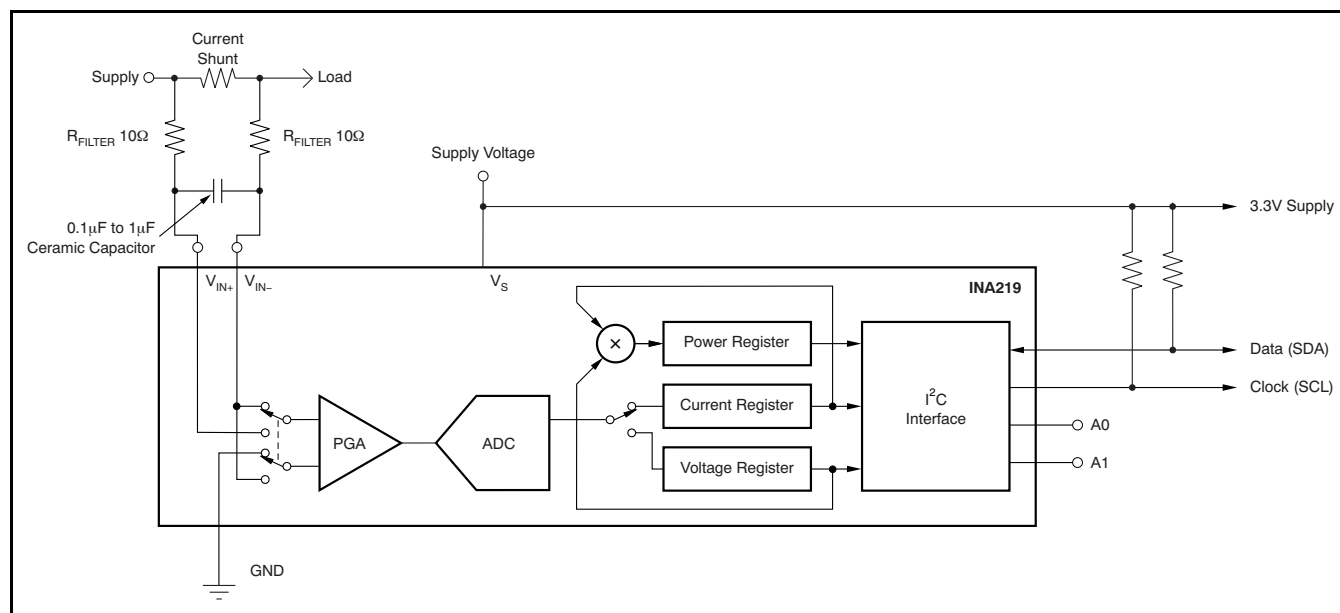 Current
Shunt
Supply
Load
R_FILTER 10Ω
R_FILTER 10Ω
0.1μF to 1μF
Ceramic Capacitor
Supply Voltage
3.3V Supply
V_IN+
V_IN−
V_S
INA219
×
Power Register
Data (SDA)
Current Register
I²C
Interface
Clock (SCL)
PGA
ADC
A0
Voltage Register
A1
GND